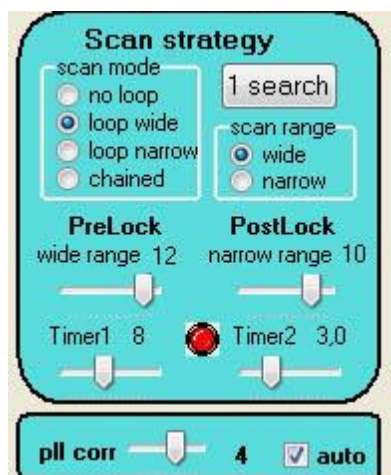 Scan strategy
scan mode
no loop
loop wide
loop narrow
chained
1 search
scan range
wide
narrow
PreLock
wide range 12
PostLock
narrow range 10
Timer1 8
Timer2 3,0
pll corr 4 auto